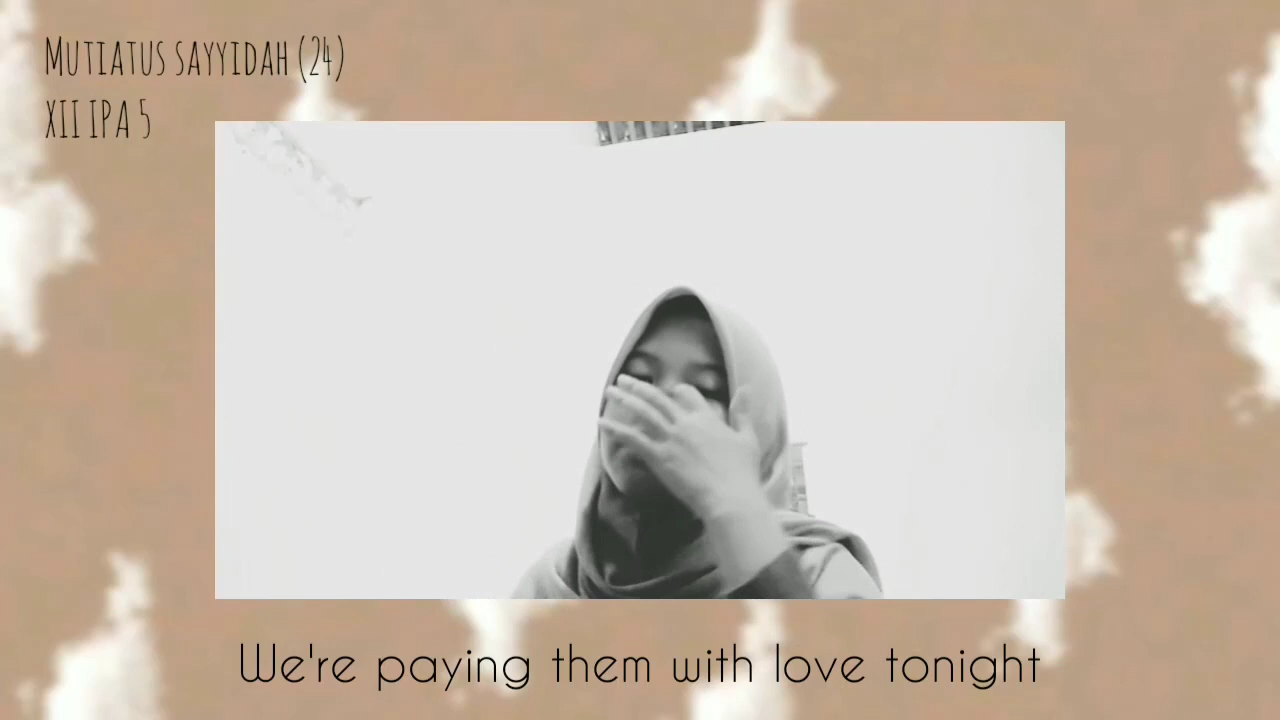 Mutiatus sayyidah (24)
XII IPA 5
We're paying them with love tonight